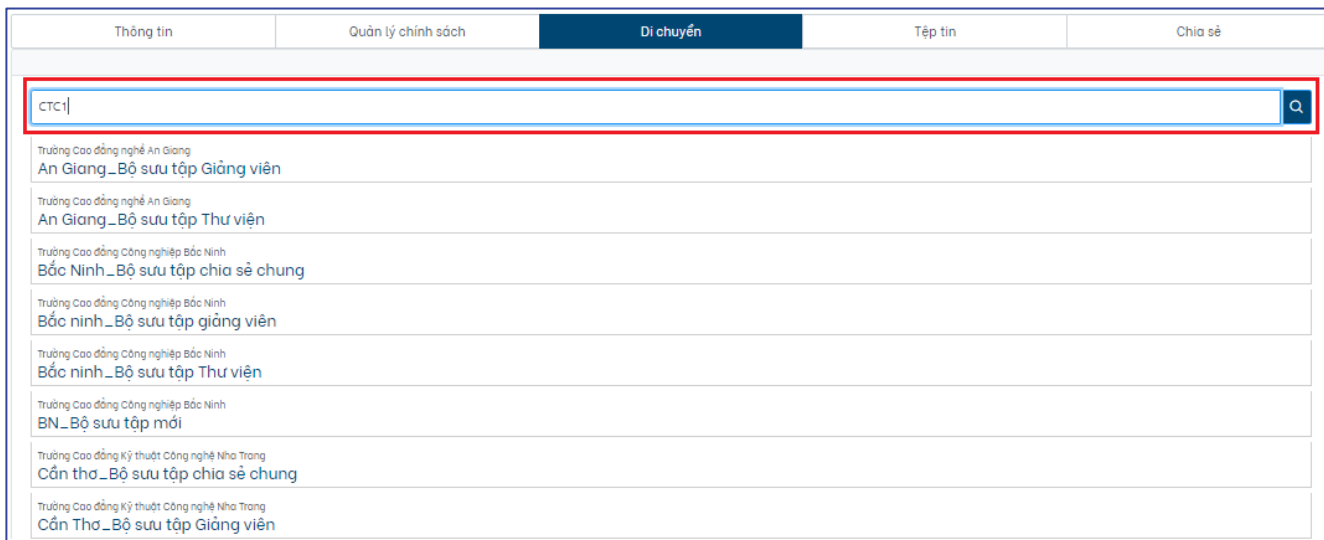 Thông tin
Quản lý chính sách
Di chuyển
Tệp tin
Chia sẻ
CTC1
Trường Cao đẳng nghề An Giang
An Giang_Bộ sưu tập Giảng viên
Trường Cao đẳng nghề An Giang
An Giang_Bộ sưu tập Thư viện
Trường Cao đẳng Công nghiệp Bắc Ninh
Bắc Ninh_Bộ sưu tập chia sẻ chung
Trường Cao đẳng Công nghiệp Bắc Ninh
Bắc ninh_Bộ sưu tập giảng viên
Trường Cao đẳng Công nghiệp Bắc Ninh
Bắc ninh_Bộ sưu tập Thư viện
Trường Cao đẳng Công nghiệp Bắc Ninh
BN_Bộ sưu tập mới
Trường Cao đẳng Kỹ thuật Công nghệ Nha Trang
Cần thơ_Bộ sưu tập chia sẻ chung
Trường Cao đẳng Kỹ thuật Công nghệ Nha Trang
Cần Thơ_Bộ sưu tập Giảng viên